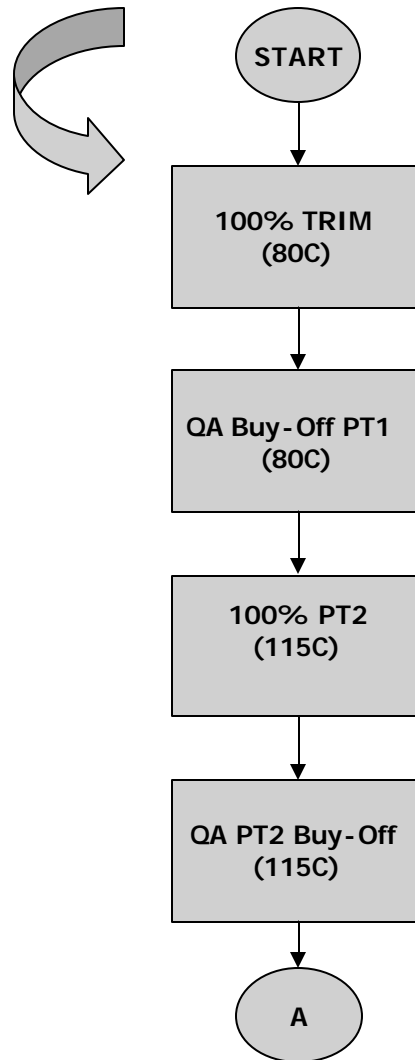 START
100% TRIM
(80C)
QA Buy-Off PT1
(80C)
100% PT2
(115C)
QA PT2 Buy-Off
(115C)
A